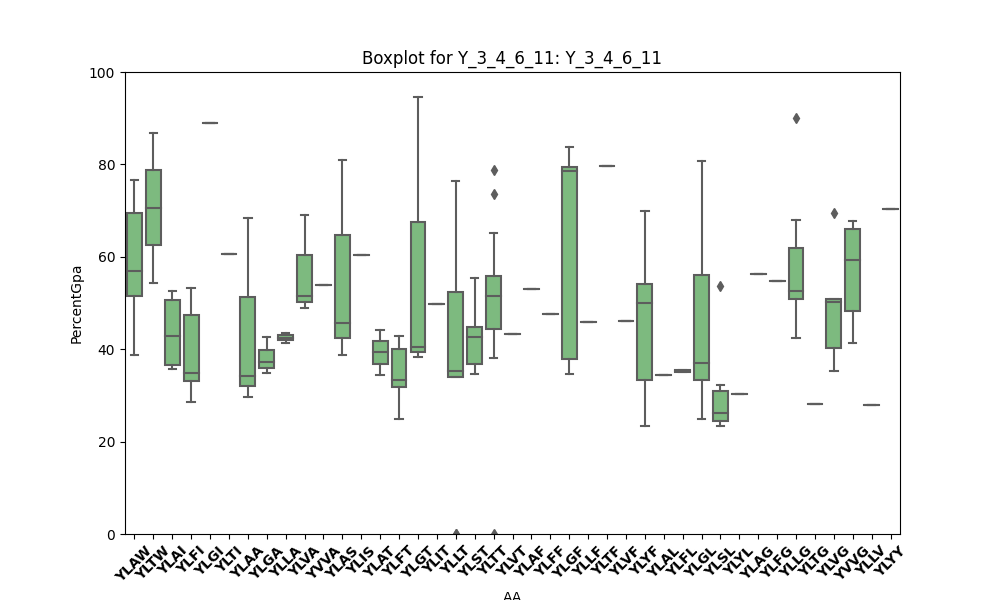 Boxplot for Y_3_4_6_11: Y_3_4_6_11
100
80
60
40
20
0
PercentGpa
YLAW YLTW YLAI YLFI YLGI YLTI YLAA YLGA YLLA YLVA YVVA YLAS YLIS YLAT YLFT YLGT YLIT YLLT YLST YLTT YLVT YLAF YLFF YLGF YLLF YLTF YLVF YLYF YLAL YLFL YLGL YLSL YLYL YLAG YLFG YLLG YLTG YLVG YVVG YLLV YLYY
AA